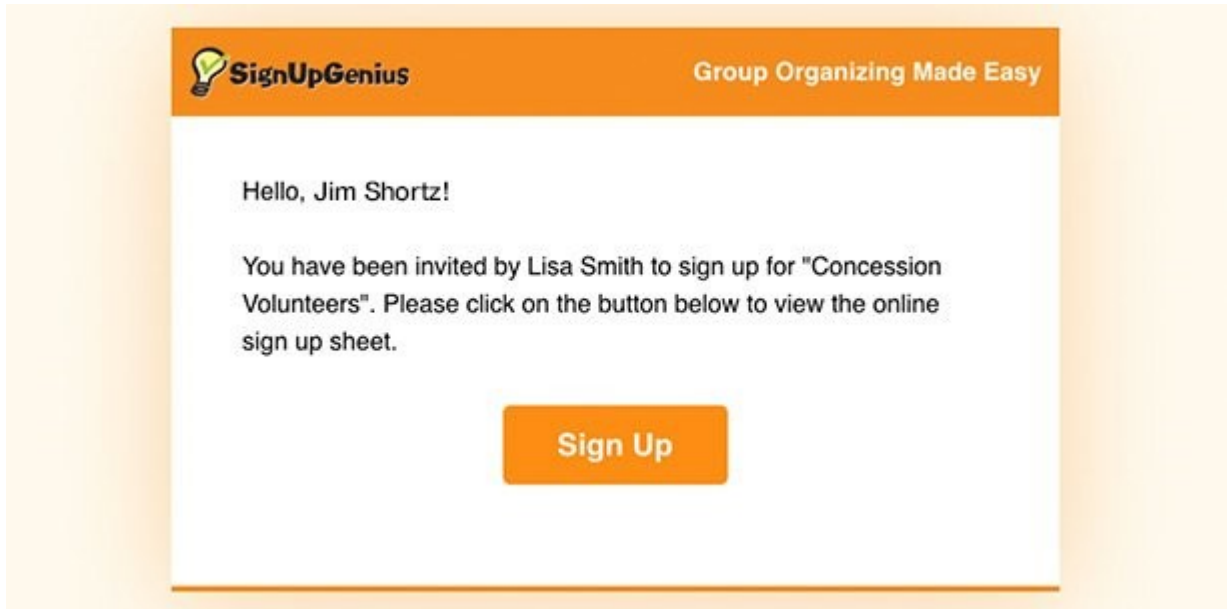 SignUpGenius
Group Organizing Made Easy
Hello, Jim Shortz!
You have been invited by Lisa Smith to sign up for "Concession
Volunteers". Please click on the button below to view the online
sign up sheet.
Sign Up